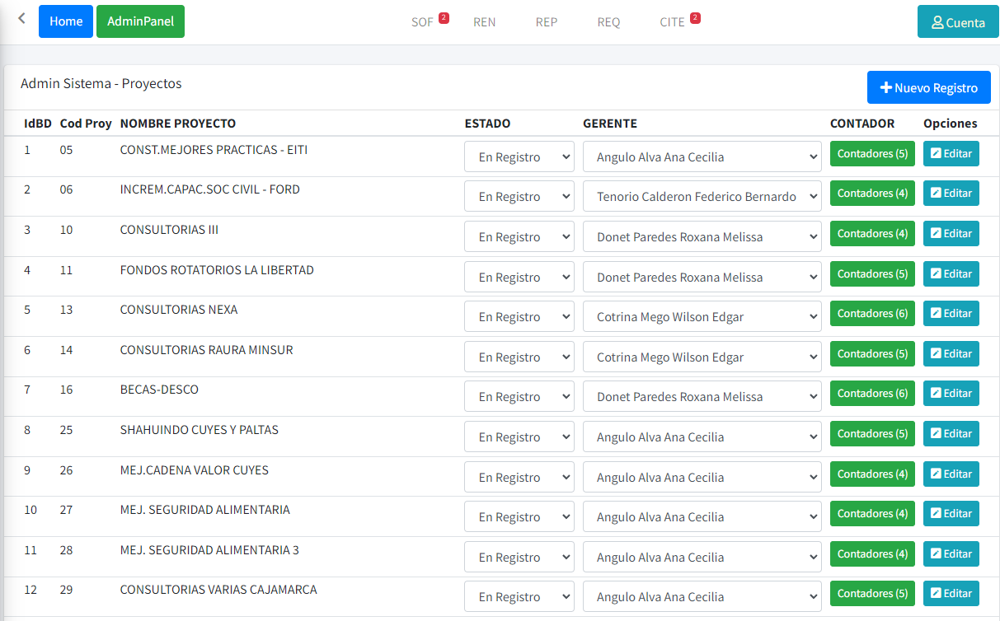 Home AdminPanel SOF 2 REN REP REQ CITE 2 Cuenta
Admin Sistema - Proyectos
Nuevo Registro
IdBD Cod Proy NOMBRE PROYECTO ESTADO GERENTE CONTADOR Opciones
1 05 CONST.MEJORES PRACTICAS - EITI En Registro Angulo Alva Ana Cecilia Contadores (5) Editar
2 06 INCREM.CAPAC.SOC CIVIL - FORD En Registro Tenorio Calderon Federico Bernardo Contadores (4) Editar
3 10 CONSULTORIAS III En Registro Donet Paredes Roxana Melissa Contadores (4) Editar
4 11 FONDOS ROTATORIOS LA LIBERTAD En Registro Donet Paredes Roxana Melissa Contadores (5) Editar
5 13 CONSULTORIAS NEXA En Registro Cotrina Mego Wilson Edgar Contadores (6) Editar
6 14 CONSULTORIAS RAURA MINSUR En Registro Cotrina Mego Wilson Edgar Contadores (5) Editar
7 16 BECAS-DESCO En Registro Donet Paredes Roxana Melissa Contadores (6) Editar
8 25 SHAHUINDO CUYES Y PALTAS En Registro Angulo Alva Ana Cecilia Contadores (5) Editar
9 26 MEJ.CADENA VALOR CUYES En Registro Angulo Alva Ana Cecilia Contadores (4) Editar
10 27 MEJ. SEGURIDAD ALIMENTARIA En Registro Angulo Alva Ana Cecilia Contadores (4) Editar
11 28 MEJ. SEGURIDAD ALIMENTARIA 3 En Registro Angulo Alva Ana Cecilia Contadores (4) Editar
12 29 CONSULTORIAS VARIAS CAJAMARCA En Registro Angulo Alva Ana Cecilia Contadores (5) Editar